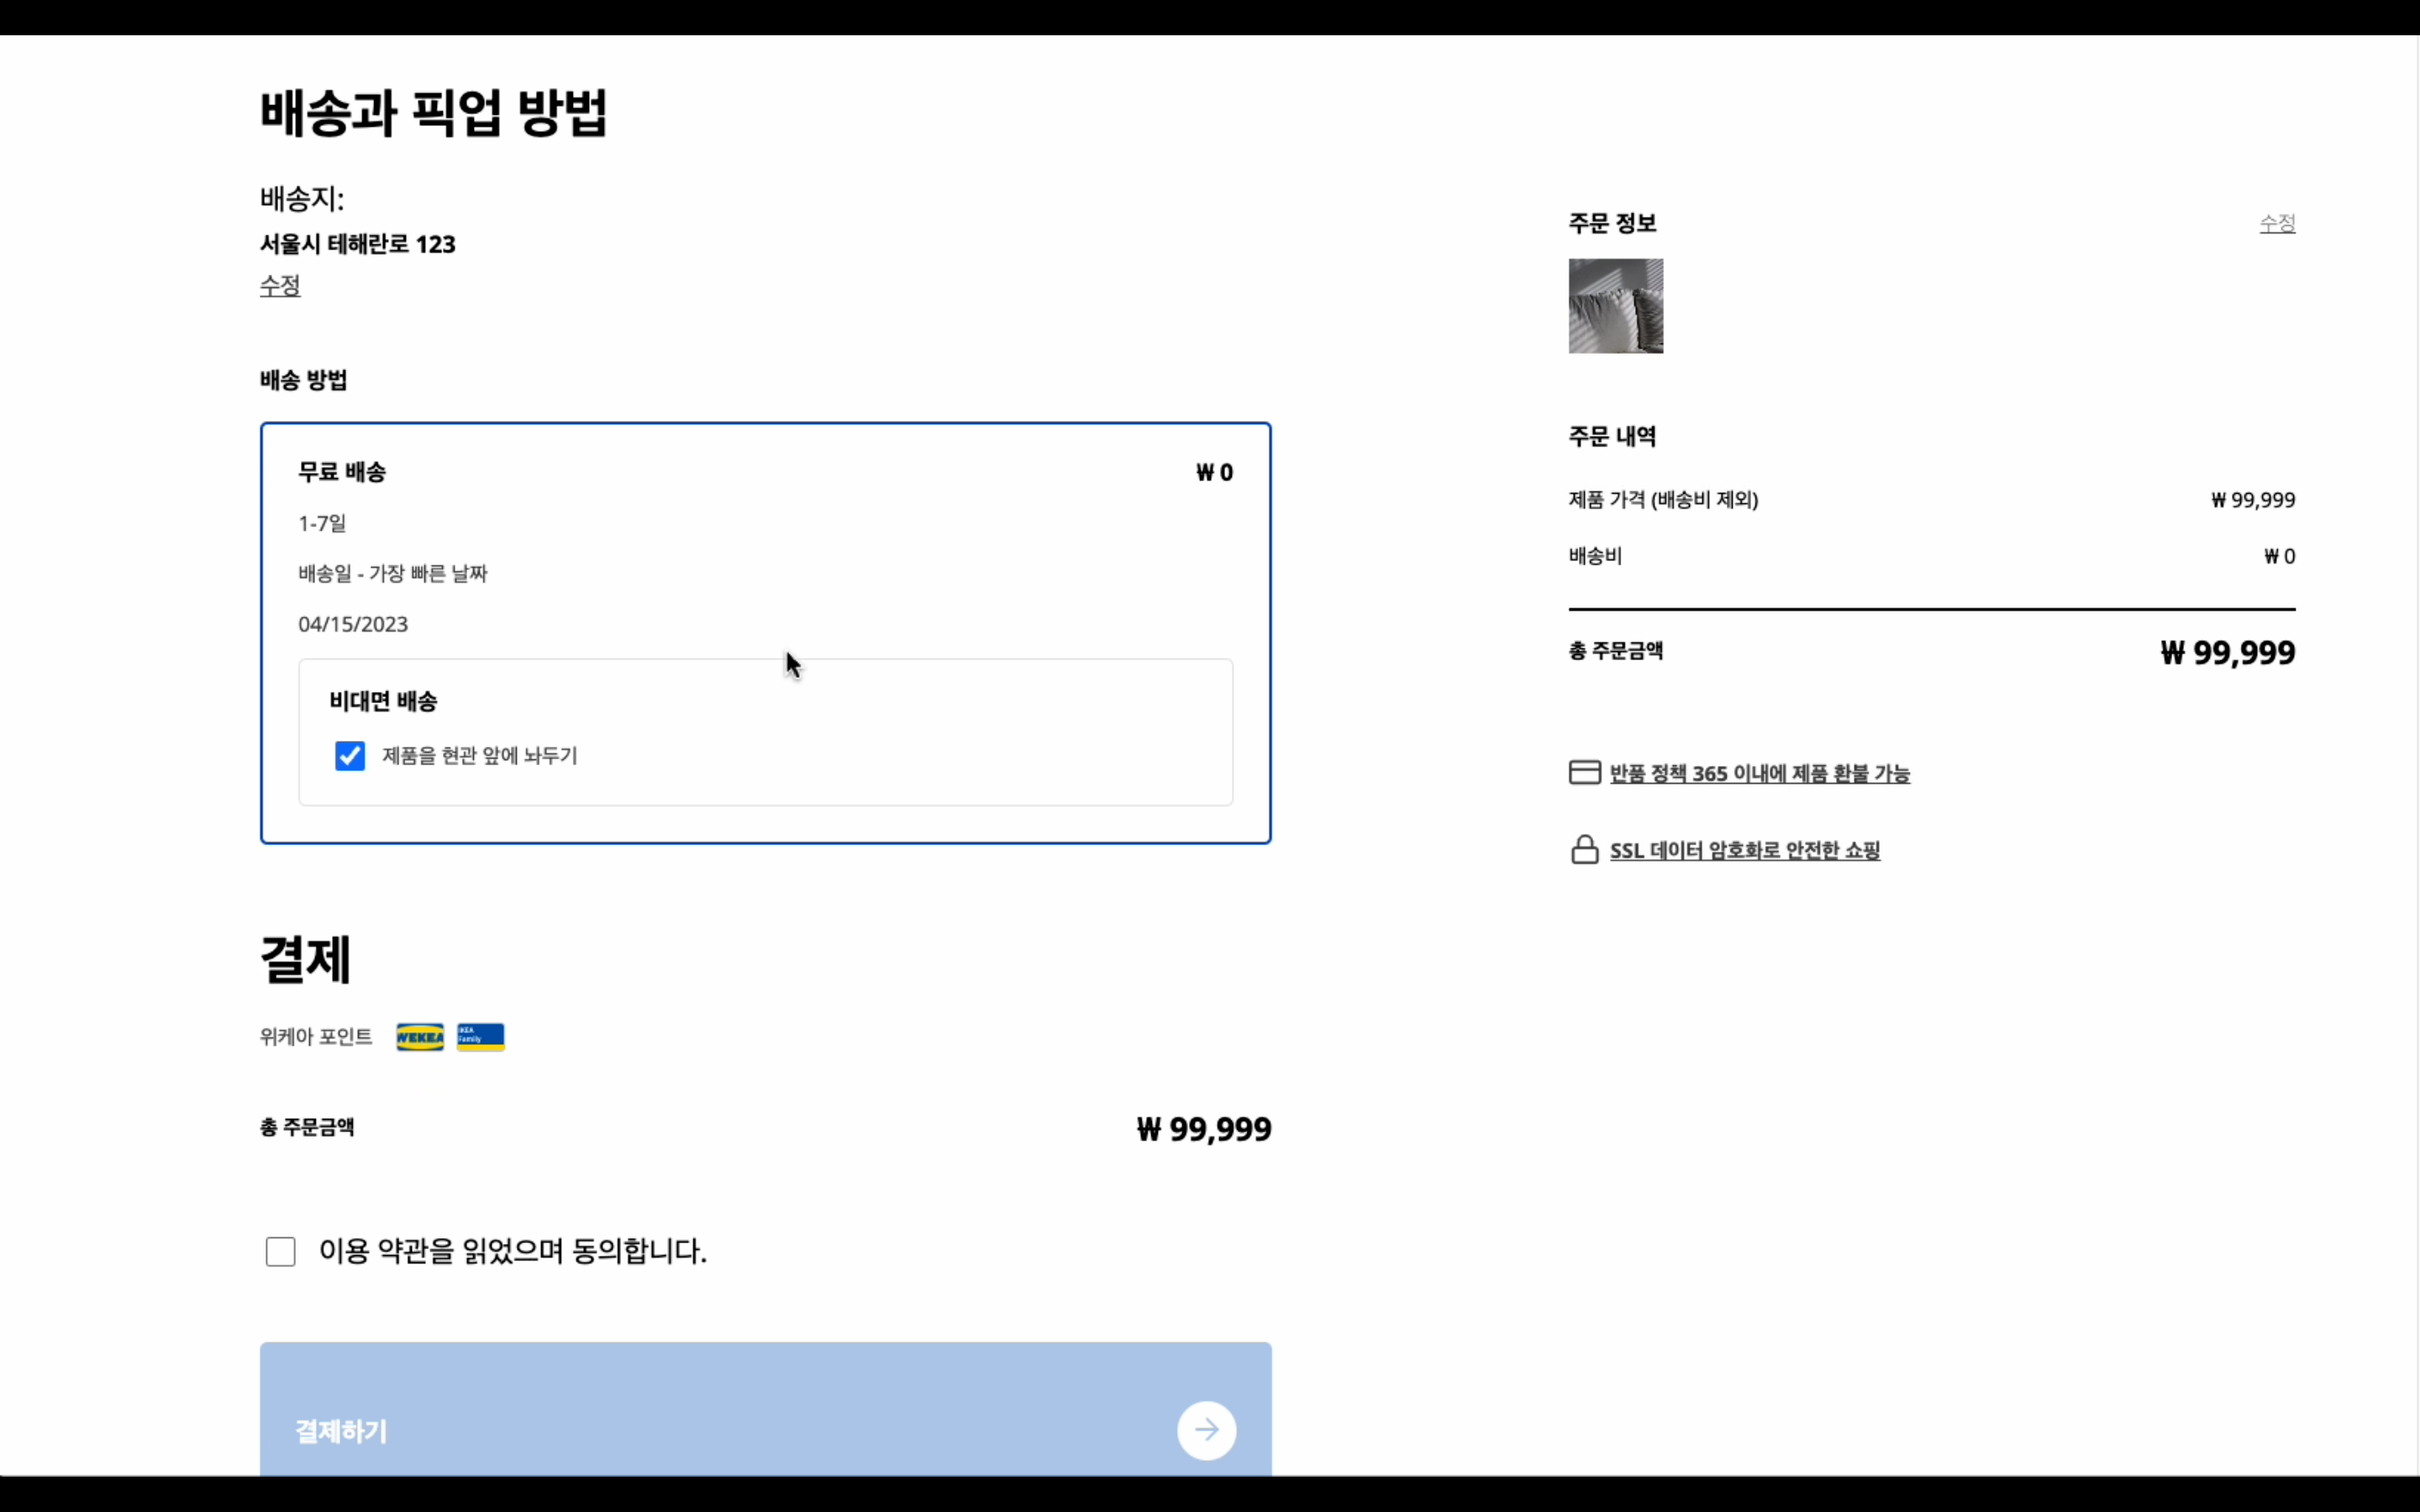 배송과 픽업 방법
배송지:
서울시 테해란로 123
수정
배송 방법
무료 배송 ₩ 0
1-7일
배송일 - 가장 빠른 날짜
04/15/2023
비대면 배송
제품을 현관 앞에 놔두기
결제
위케아 포인트 WEKEA IKEA Family
총 주문금액 ₩ 99,999
이용 약관을 읽었으며 동의합니다.
결제하기
주문 정보 수정
주문 내역
제품 가격 (배송비 제외) ₩ 99,999
배송비 ₩ 0
총 주문금액 ₩ 99,999
반품 정책 365 이내에 제품 환불 가능
SSL 데이터 암호화로 안전한 쇼핑